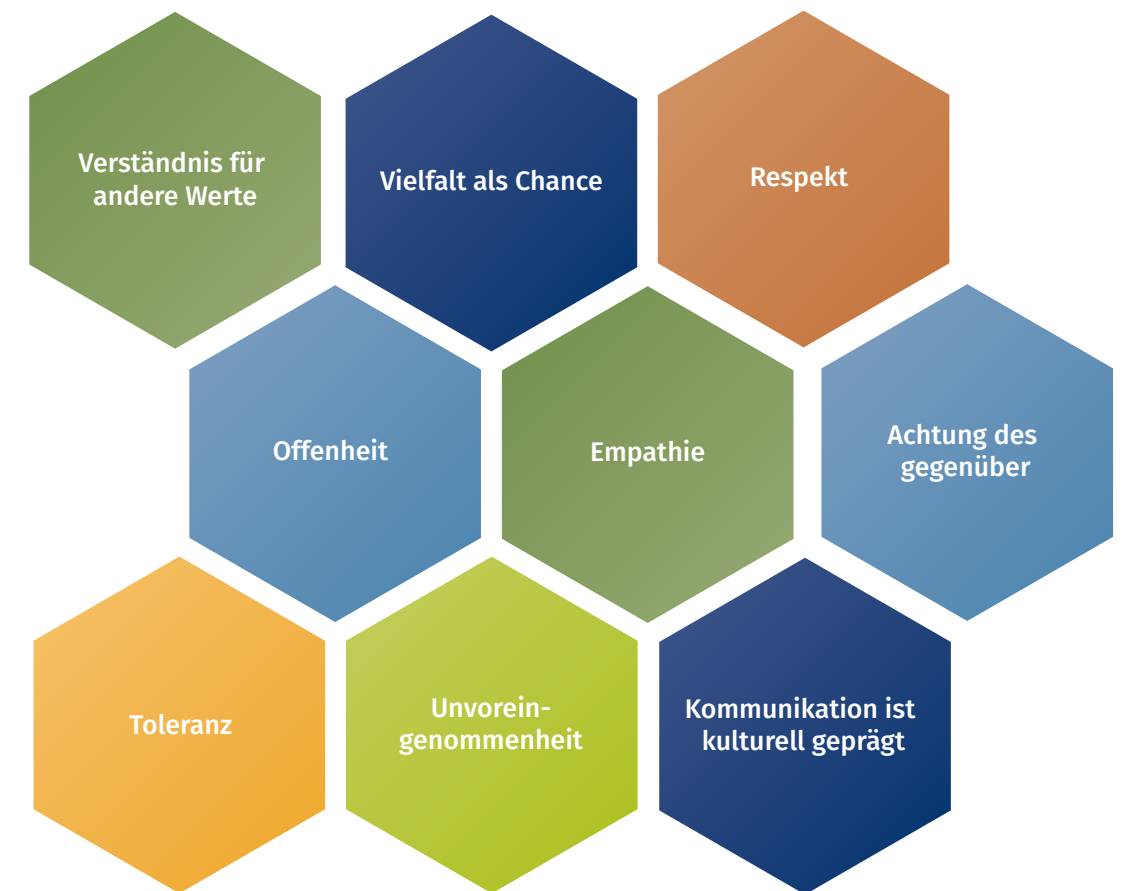 Verständnis für
andere Werte
Vielfalt als Chance
Respekt
Offenheit
Empathie
Achtung des
gegenüber
Toleranz
Unvorein-
genommenheit
Kommunikation ist
kulturell geprägt